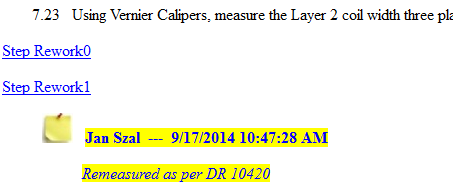 7.23 Using Vernier Calipers, measure the Layer 2 coil width three
Step Rework0
Step Rework1
Jan Szal --- 9/17/2014 10:47:28 AM
Remeasured as per DR 10420